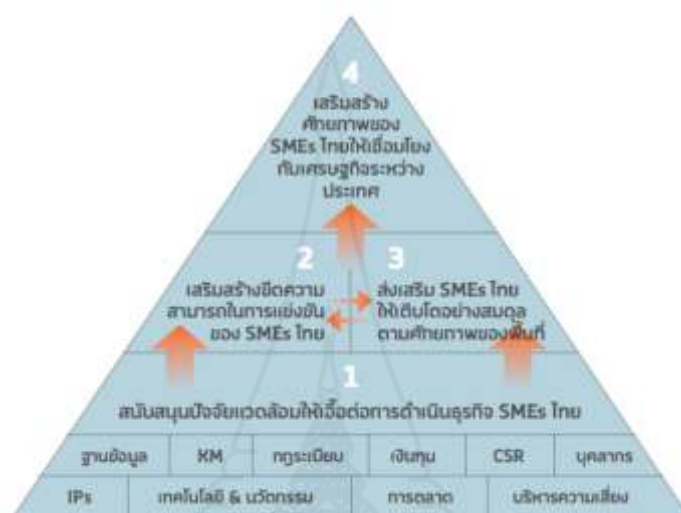 4
เสริมสร้าง
ศักยภาพของ
SMEs ไทยให้เชื่อมโยง
กับเศรษฐกิจระหว่าง
ประเทศ
2
เสริมสร้างขีดความ
สามารถในการแข่งขัน
ของ SMEs ไทย
3
ส่งเสริม SMEs ไทย
ให้เติบโตอย่างสมดุล
ตามศักยภาพของพื้นที่
1
สนับสนุนปัจจัยแวดล้อมให้เอื้อต่อการดำเนินธุรกิจ SMEs ไทย
ฐานข้อมูล KM กฎระเบียบ เงินทุน CSR บุคลากร
IPs เทคโนโลยี & นวัตกรรม การตลาด บริหารความเสี่ยง